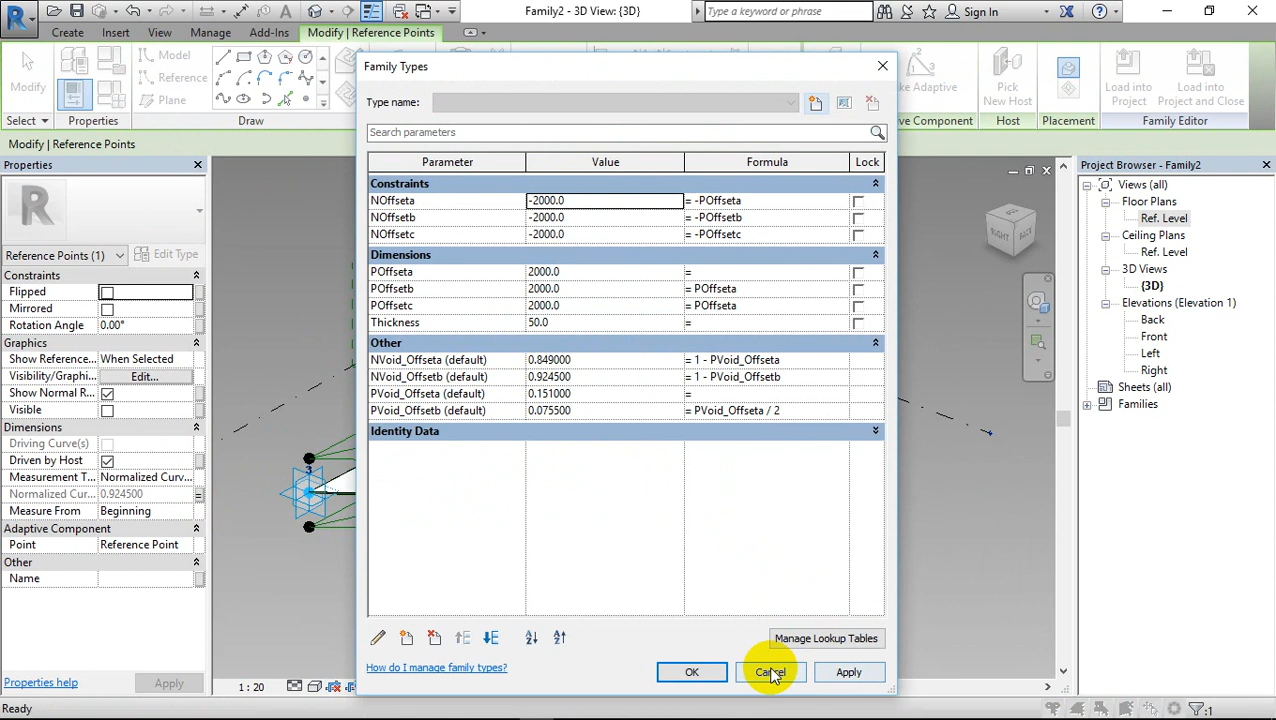 Family2 - 3D View: {3D}
Type a keyword or phrase
Sign In
Create Insert View Manage Add-Ins Modify | Reference Points
Modify
Model
Reference
Plane
Pick New Host
Load into Project
Load into Project and Close
Select Properties Draw Host Placement Family Editor
Modify | Reference Points
Properties
Reference Points (1) Edit Type
Constraints
Flipped
Mirrored
Rotation Angle 0.00°
Graphics
Show Reference... When Selected
Visibility/Graphi... Edit...
Show Normal R...
Visible
Dimensions
Driving Curve(s)
Driven by Host
Measurement T... Normalized Curv...
Normalized Cur... 0.924500 =
Measure From Beginning
Adaptive Component
Point Reference Point
Other
Name
Properties help Apply
3
Family Types
Type name:
Search parameters
Parameter Value Formula Lock
Constraints
NOffseta -2000.0 = -POffseta
NOffsetb -2000.0 = -POffsetb
NOffsetc -2000.0 = -POffsetc
Dimensions
POffseta 2000.0 =
POffsetb 2000.0 = POffseta
POffsetc 2000.0 = POffseta
Thickness 50.0 =
Other
NVoid_Offseta (default) 0.849000 = 1 - PVoid_Offseta
NVoid_Offsetb (default) 0.924500 = 1 - PVoid_Offsetb
PVoid_Offseta (default) 0.151000 =
PVoid_Offsetb (default) 0.075500 = PVoid_Offseta / 2
Identity Data
Manage Lookup Tables
How do I manage family types?
OK Cancel Apply
Project Browser - Family2
Views (all)
Floor Plans
Ref. Level
Ceiling Plans
Ref. Level
3D Views
{3D}
Elevations (Elevation 1)
Back
Front
Left
Right
Sheets (all)
Families
1 : 20
Ready
:1